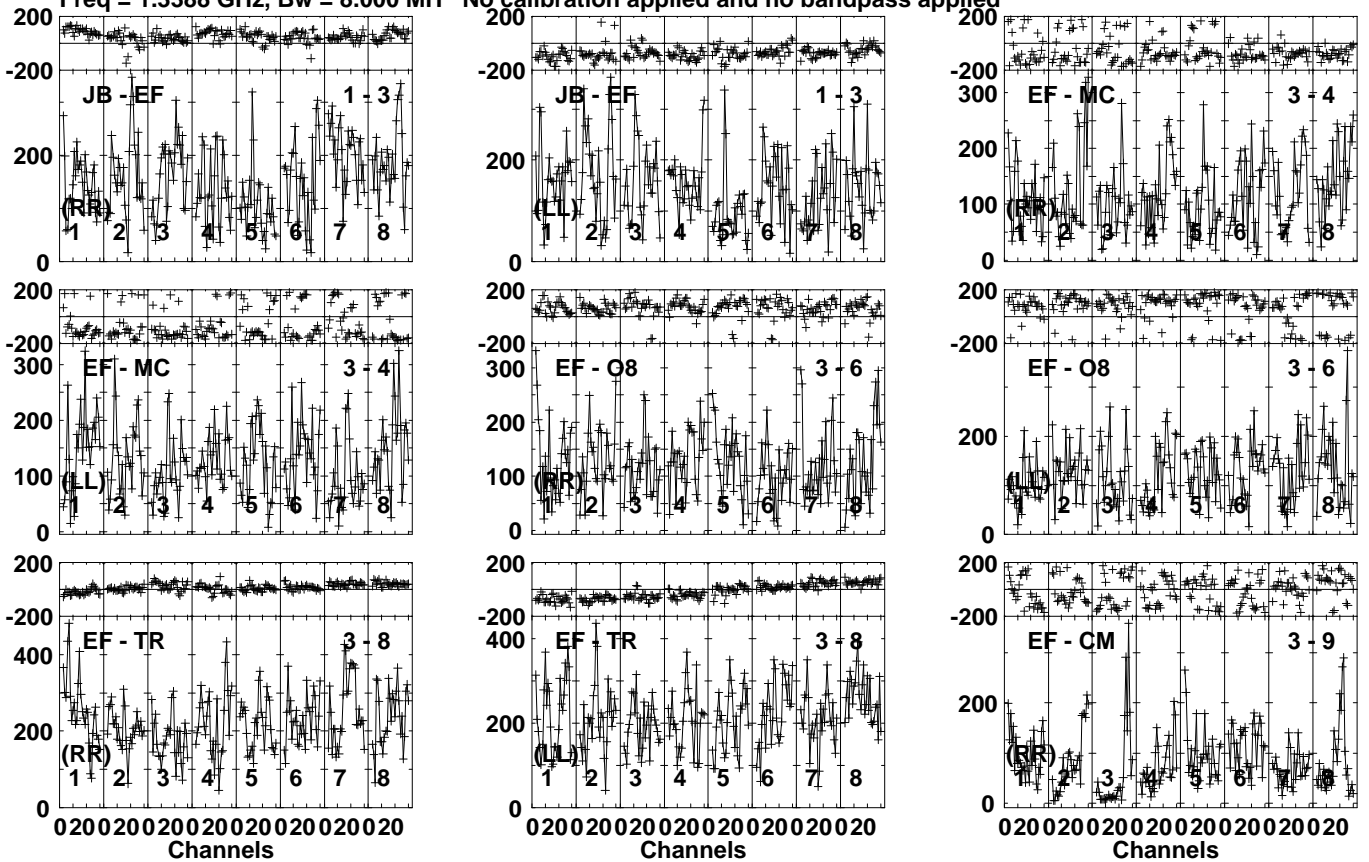 Freq = 1.5388 GHz, Bw = 8.000 MH No calibration applied and no bandpass applied
200 200 200
-200 -200 -200
JB - EF 1 - 3 JB - EF 1 - 3 EF - MC 3 - 4
300
200 200 200
100
(RR) (LL) (RR)
1 2 3 4 5 6 7 8 1 2 3 4 5 6 7 8 1 2 3 4 5 6 7 8
0 0 0
200 200 200
-200 -200 -200
EF - MC 3 - 4 EF - O8 3 - 6 EF - O8 3 - 6
300 300
200 200 200
100 100
(LL) (RR) (LL)
1 2 3 4 5 6 7 8 1 2 3 4 5 6 7 8 1 2 3 4 5 6 7 8
0 0 0
200 200 200
-200 -200 -200
EF - TR 3 - 8 EF - TR 3 - 8 EF - CM 3 - 9
400 400
200 200 200
(RR) (LL) (RR)
1 2 3 4 5 6 7 8 1 2 3 4 5 6 7 8 1 2 3 4 5 6 7 8
0 0 0
0 20 0 20 0 20 0 20 0 20 0 20 0 20 0 20 0 20 0 20 0 20 0 20 0 20 0 20 0 20 0 20 0 20 0 20 0 20 0 20 0 20 0 20 0 20 0 20
Channels Channels Channels